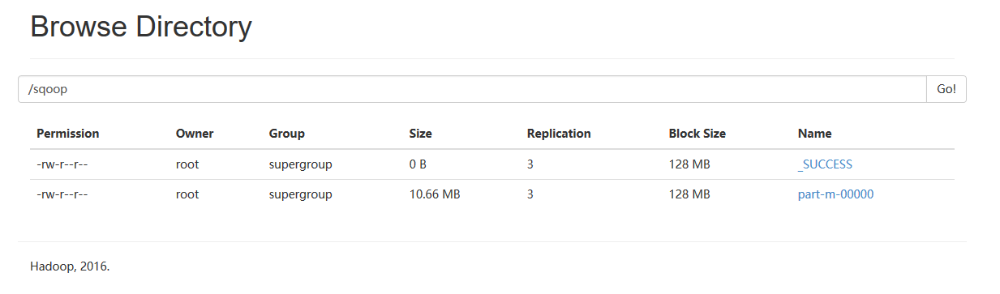 Browse Directory
/sqoop Go!
Permission Owner Group Size Replication Block Size Name
-rw-r--r-- root supergroup 0 B 3 128 MB _SUCCESS
-rw-r--r-- root supergroup 10.66 MB 3 128 MB part-m-00000
Hadoop, 2016.